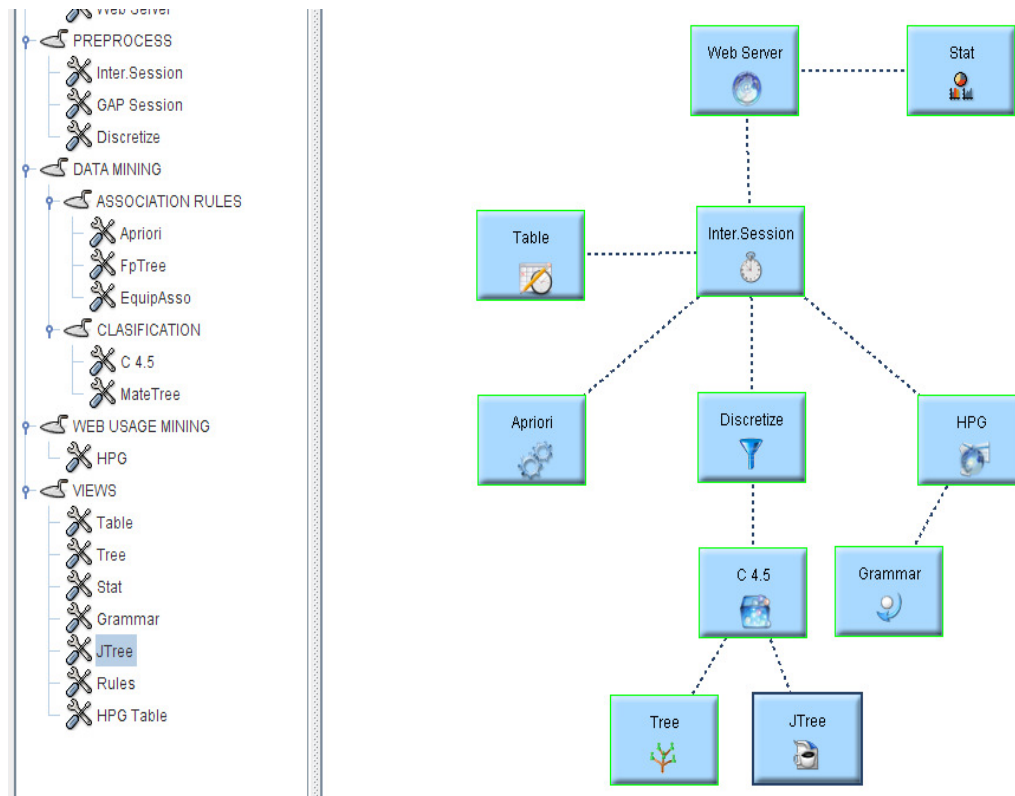 Web Server
PREPROCESS
Inter.Session
GAP Session
Discretize
DATA MINING
ASSOCIATION RULES
Apriori
FpTree
EquipAsso
CLASIFICATION
C 4.5
MateTree
WEB USAGE MINING
HPG
VIEWS
Table
Tree
Stat
Grammar
JTree
Rules
HPG Table
Web Server
Stat
Table
Inter.Session
Apriori
Discretize
HPG
C 4.5
Grammar
Tree
JTree